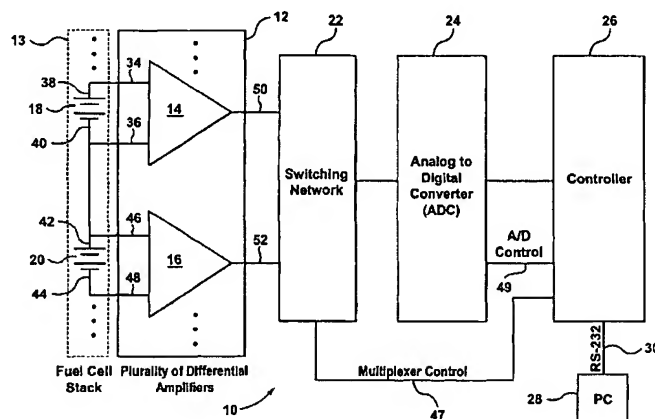 13
12
22
24
26
38
34
18
14
50
36
40
Switching
Network
Analog to
Digital
Converter
(ADC)
Controller
42
46
20
16
52
44
48
A/D
Control
49
Fuel Cell
Stack
Plurality of Differential
Amplifiers
10
Multiplexer Control
47
RS-232
30
28
PC